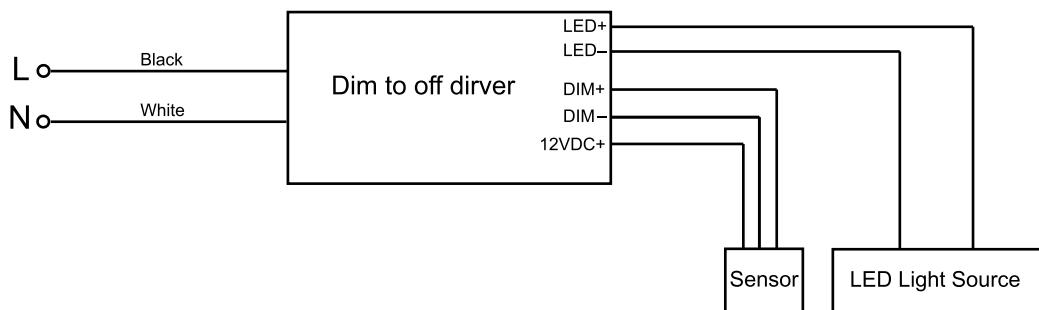 L
Black
N
White
Dim to off dirver
LED+
LED–
DIM+
DIM–
12VDC+
Sensor
LED Light Source